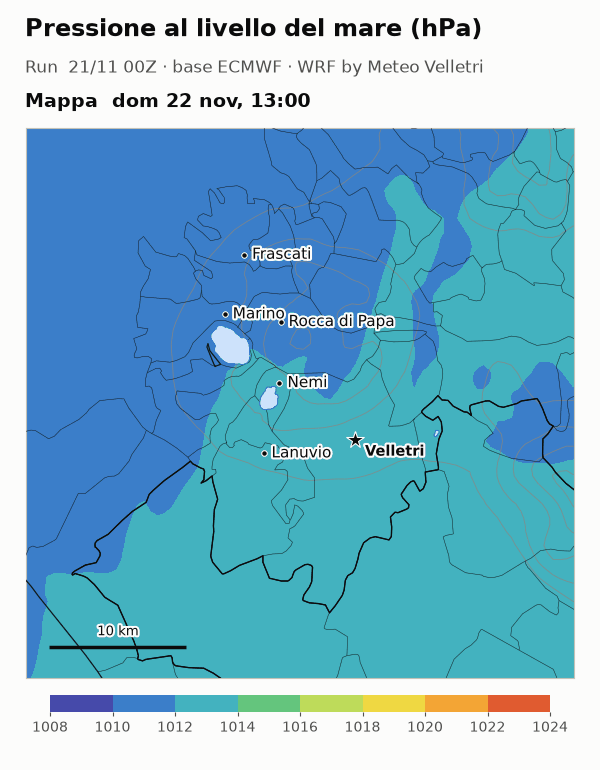 Pressione al livello del mare (hPa)
Run  21/11 00Z · base ECMWF · WRF by Meteo Velletri
Mappa  dom 22 nov, 13:00
Frascati
Marino
Rocca di Papa
Nemi
Velletri
Lanuvio
10 km
1008 1010 1012 1014 1016 1018 1020 1022 1024